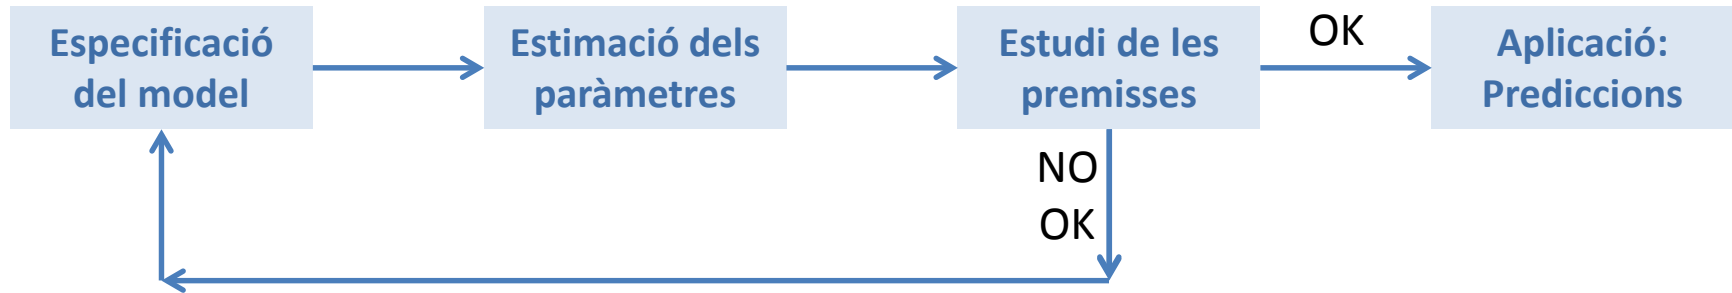 Especificació
del model
Estimació dels
paràmetres
Estudi de les
premisses
OK
Aplicació:
Prediccions
NO
OK